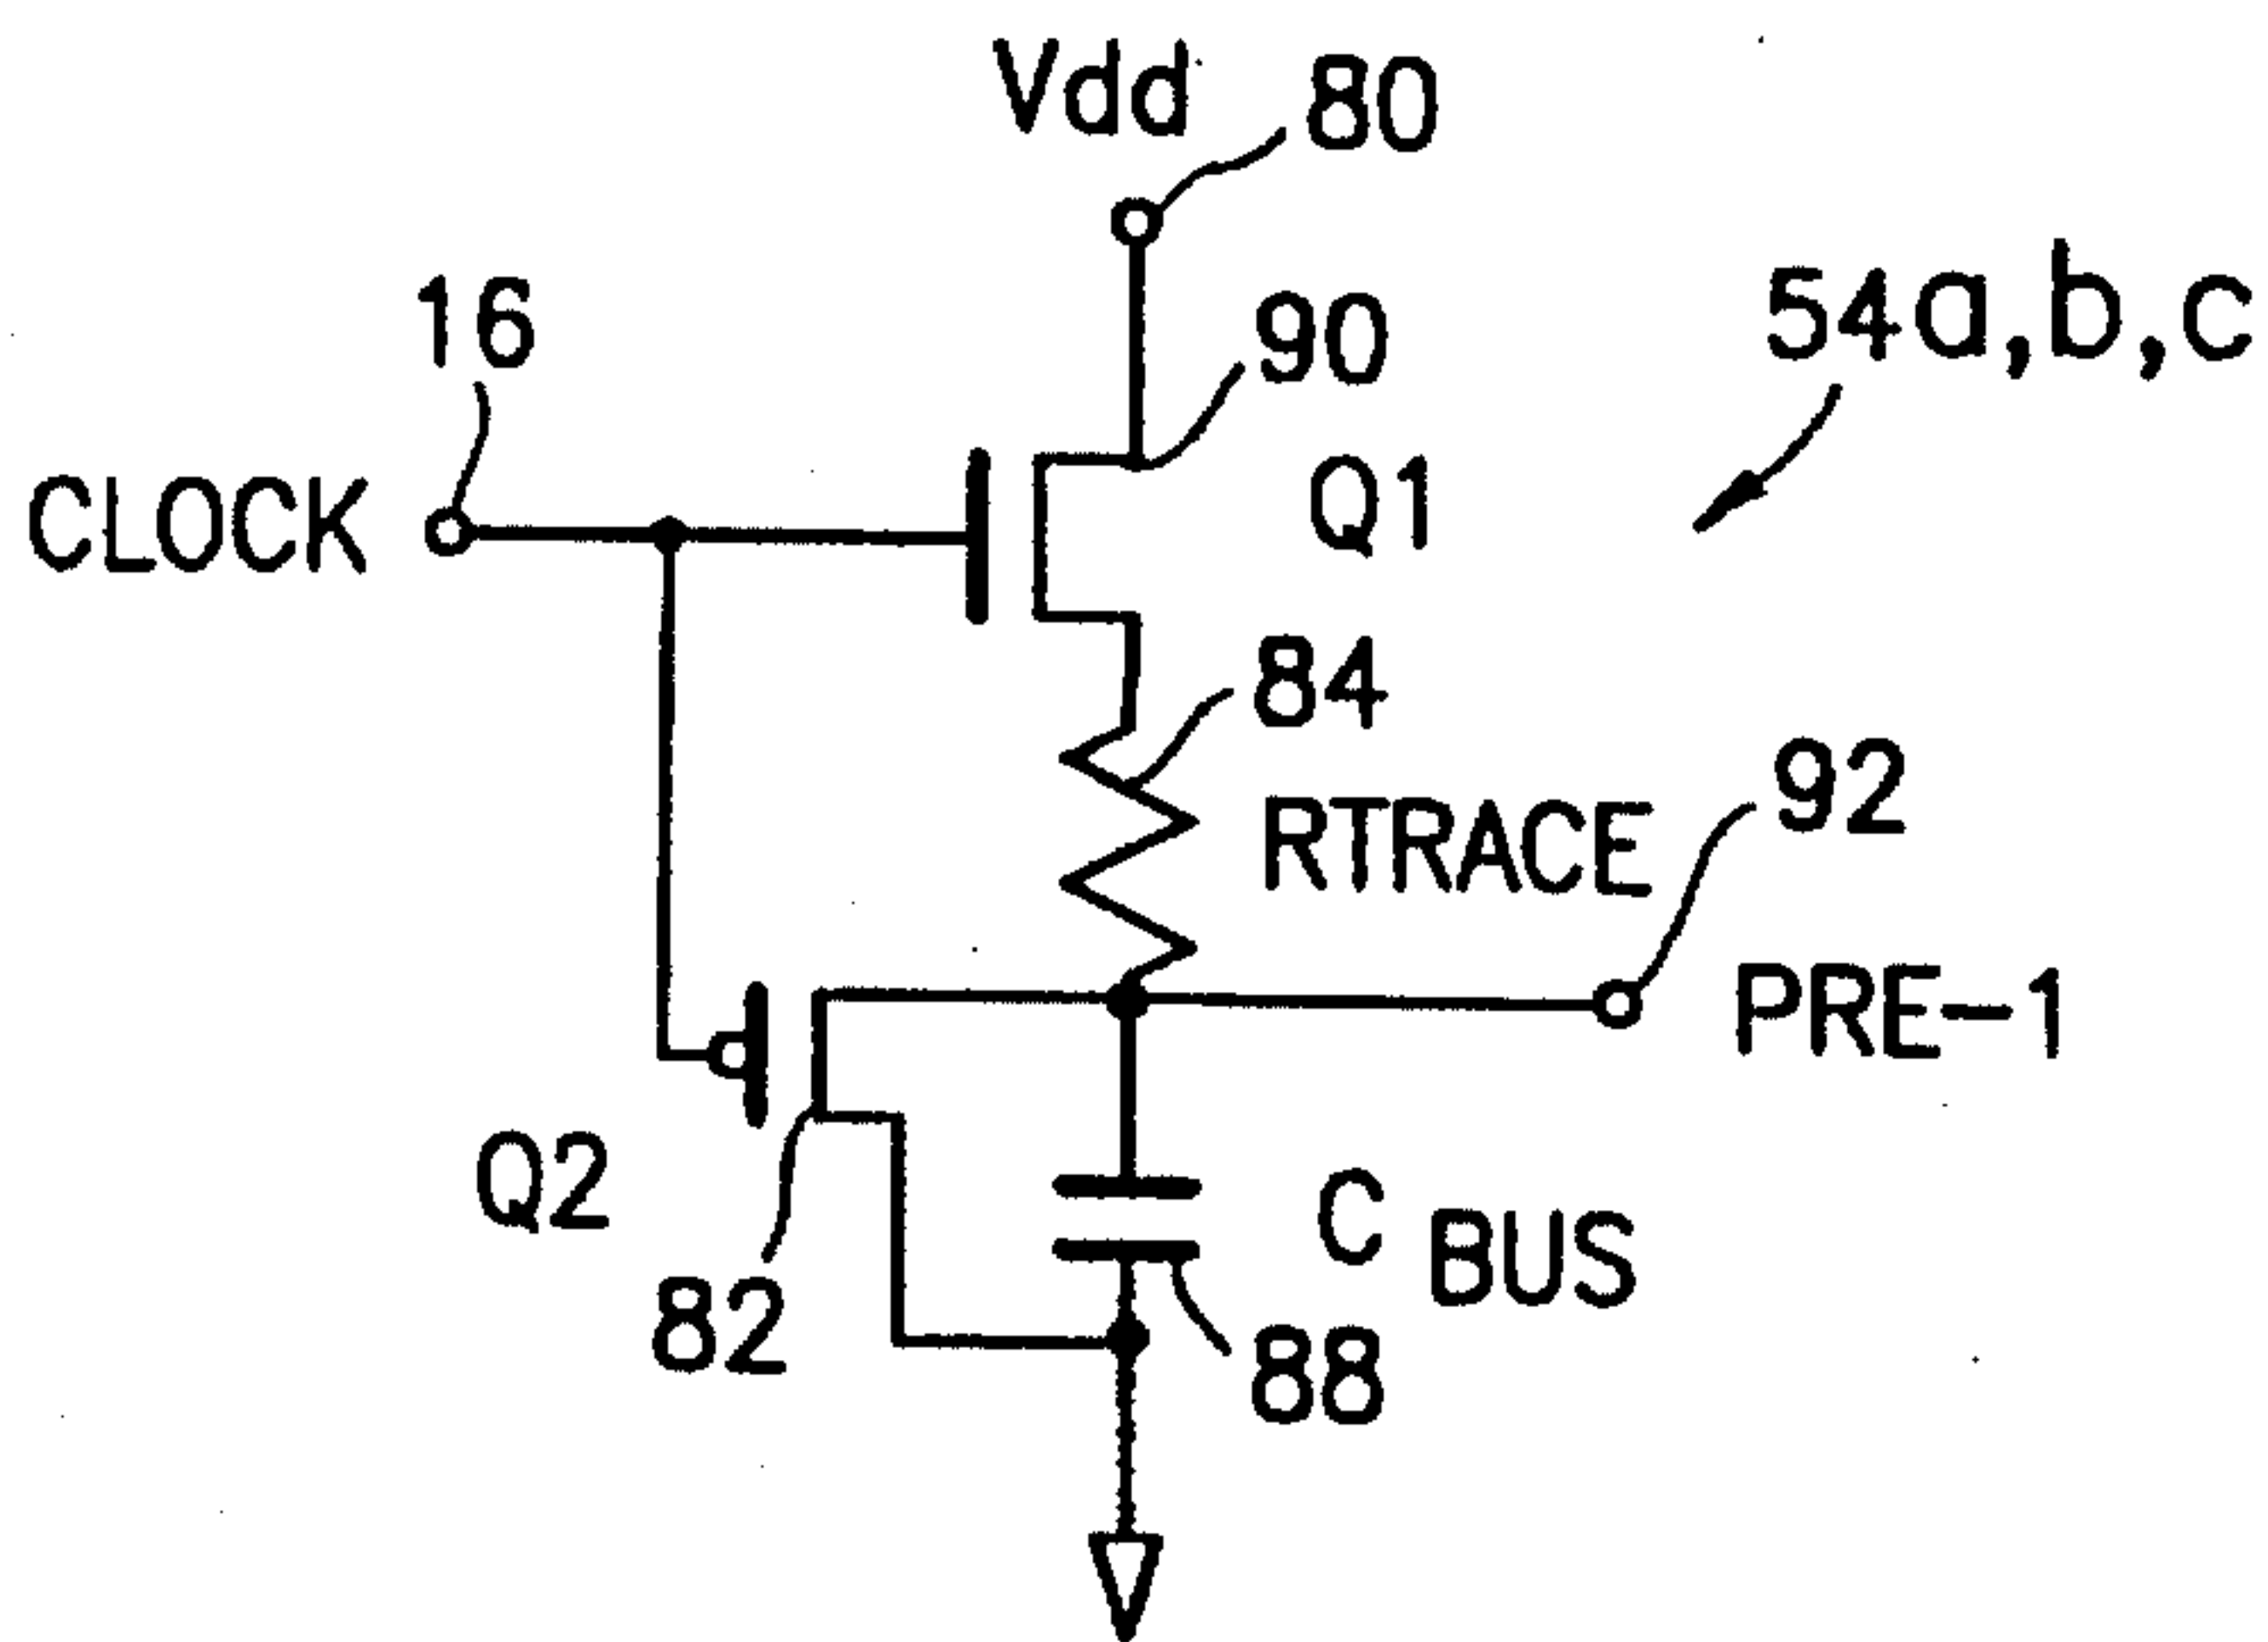 Vdd
80
16
90
54a,b,c
CLOCK
Q1
84
92
RTRACE
PRE-1
Q2
C BUS
82
88